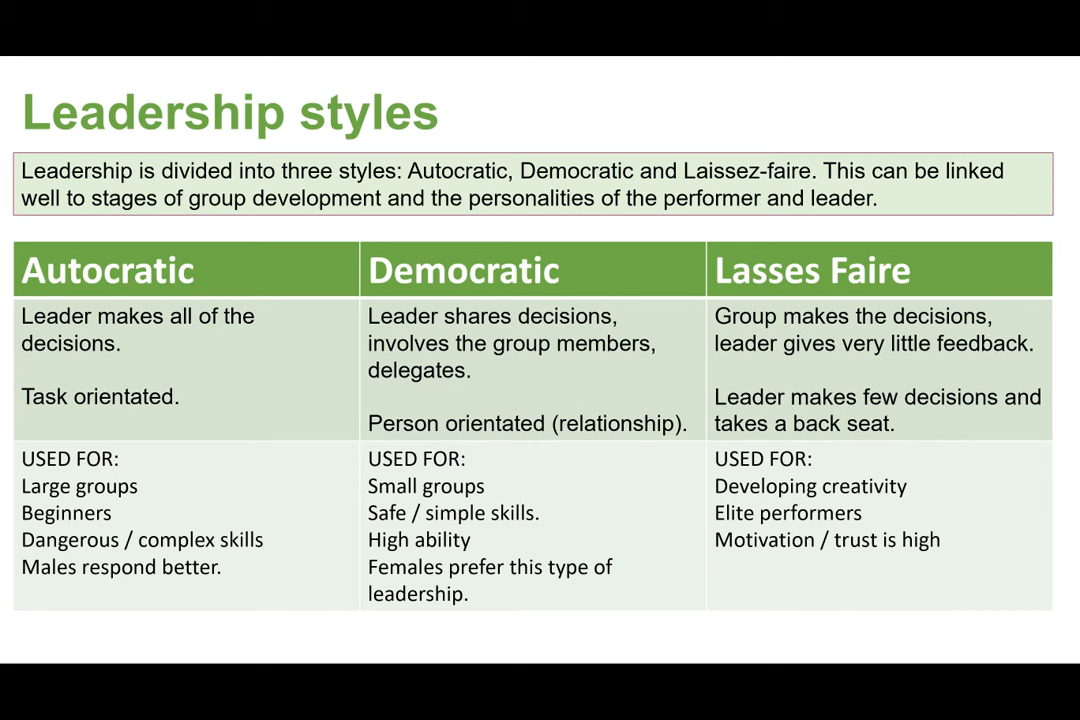 Leadership styles
Leadership is divided into three styles: Autocratic, Democratic and Laissez-faire. This can be linked
well to stages of group development and the personalities of the performer and leader.
Autocratic
Leader makes all of the
decisions.
Task orientated.
USED FOR:
Large groups
Beginners
Dangerous / complex skills
Males respond better.
Democratic
Leader shares decisions,
involves the group members,
delegates.
Person orientated (relationship).
USED FOR:
Small groups
Safe / simple skills.
High ability
Females prefer this type of
leadership.
Lasses Faire
Group makes the decisions,
leader gives very little feedback.
Leader makes few decisions and
takes a back seat.
USED FOR:
Developing creativity
Elite performers
Motivation / trust is high